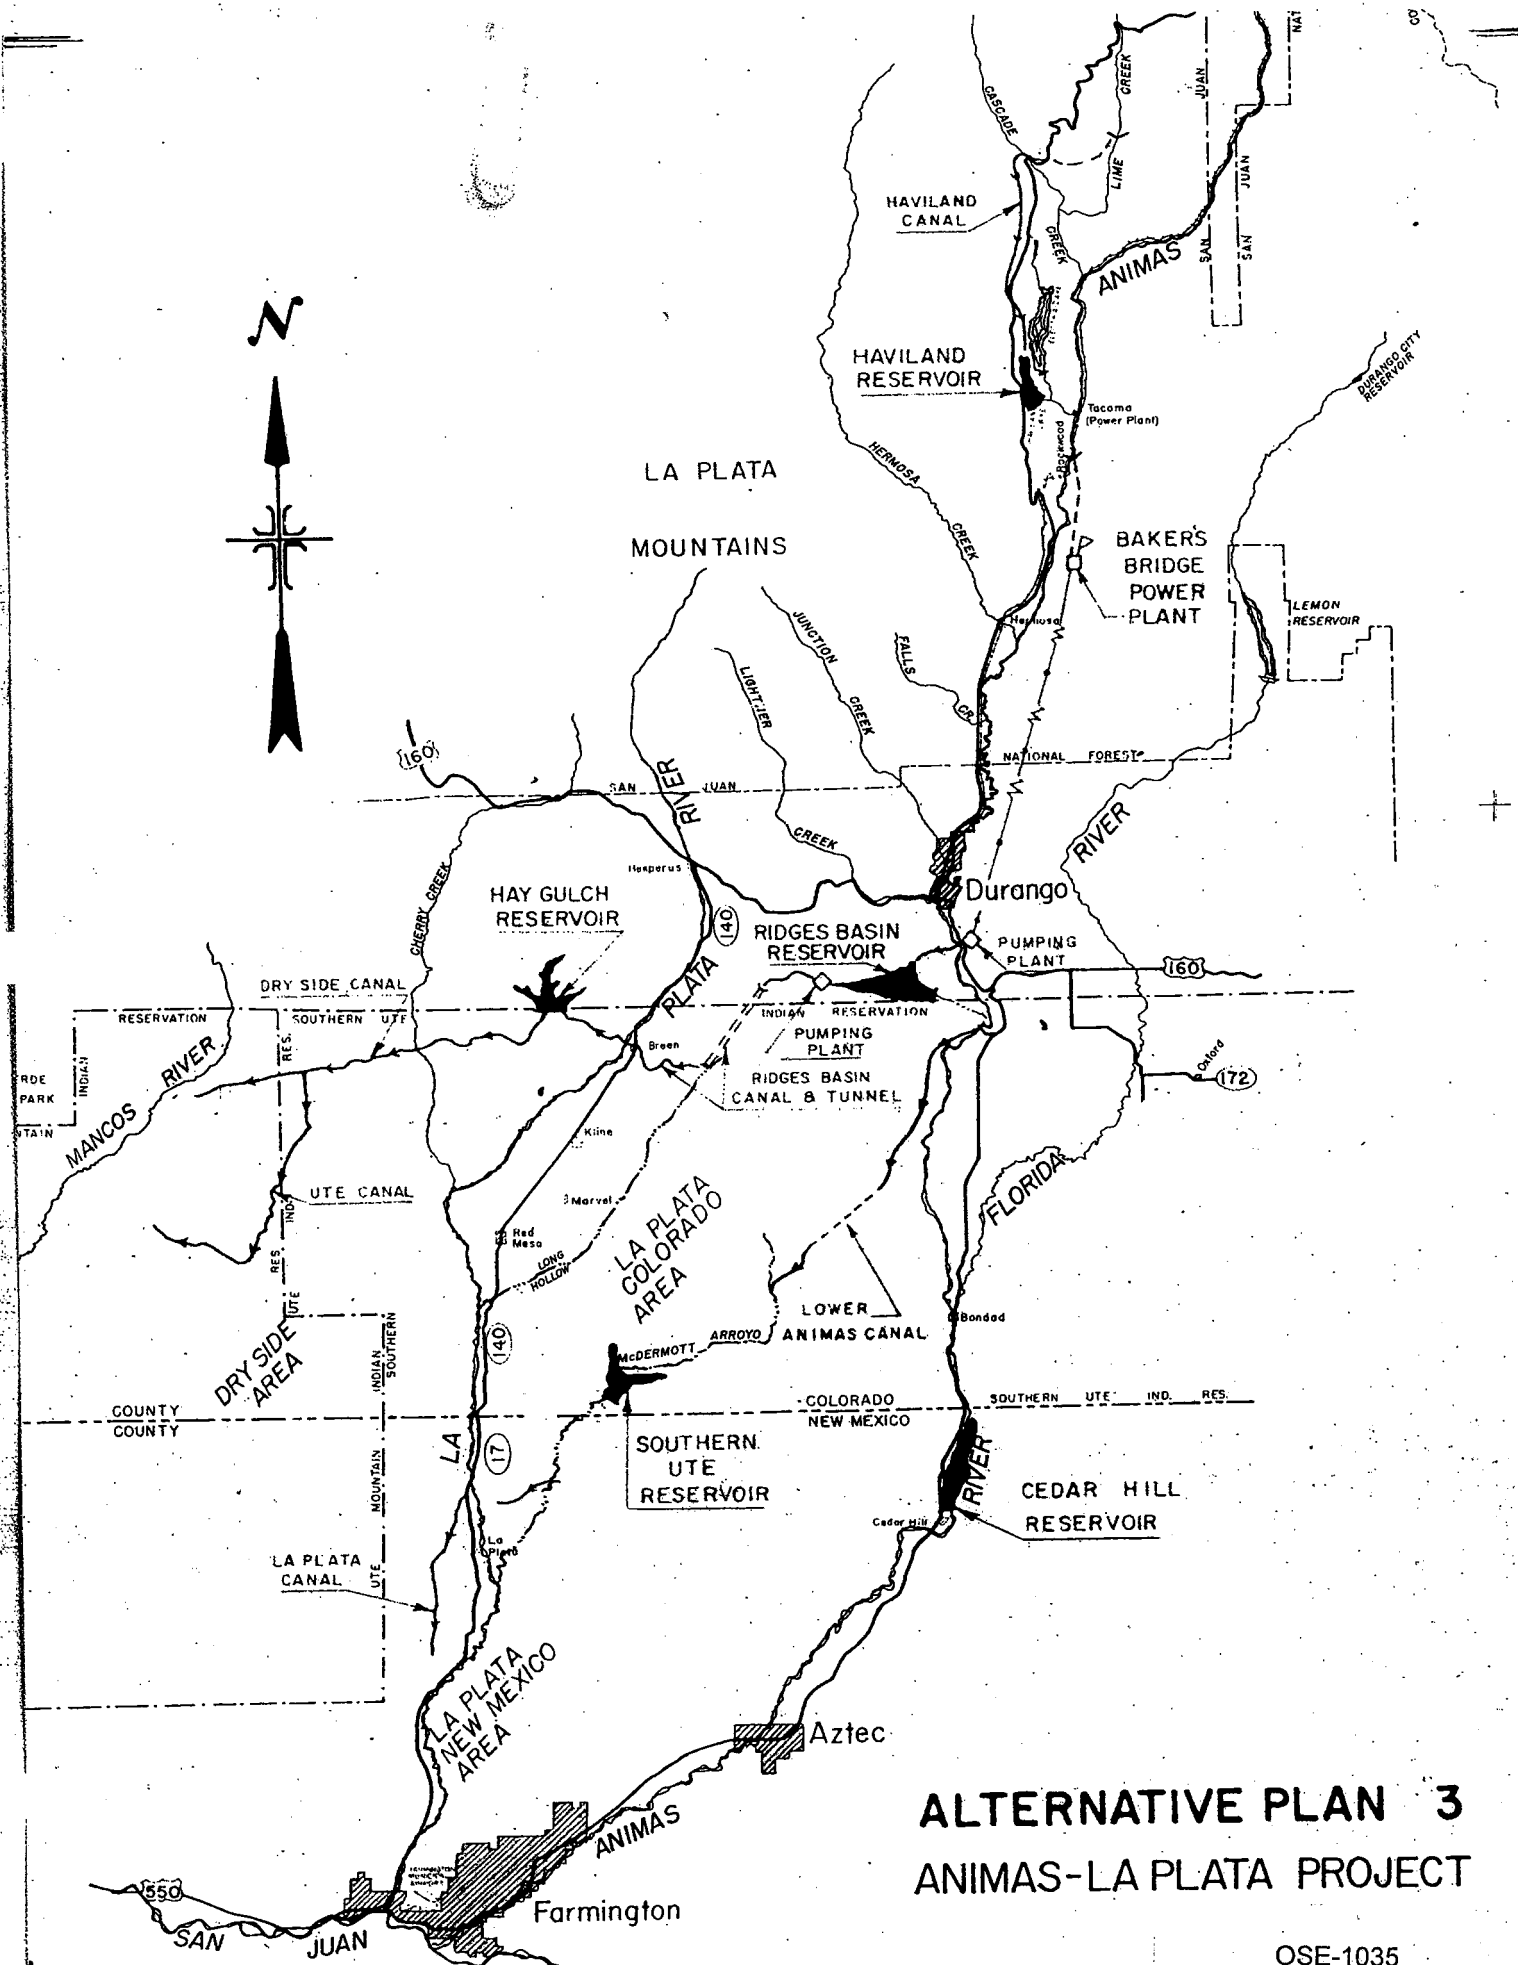 GO
NAT
JUAN
CREEK
CASCADE
LIME
JUAN
HAVILAND
CANAL
CREEK
SAN
SAN
ANIMAS
N
DURANGO CITY
RESERVOIR
HAVILAND
RESERVOIR
Tacoma
(Power Plant)
Rockwood
HERMOSA
CREEK
LA PLATA
MOUNTAINS
BAKER'S
BRIDGE
POWER
PLANT
LEMON
RESERVOIR
Hermosa
JUNCTION
CREEK
FALLS
CR.
LIGHTNER
CREEK
160
RIVER
NATIONAL FOREST
SAN JUAN
RIVER
Hesperus
CHERRY CREEK
HAY GULCH
RESERVOIR
140
Durango
RIDGES BASIN
RESERVOIR
PUMPING
PLANT
160
PLATA
DRY SIDE CANAL
RESERVATION
SOUTHERN UTE
INDIAN RESERVATION
RES.
INDIAN
PUMPING
PLANT
Breen
RIVER
MANCOS
RDE
PARK
NTAIN
RIDGES BASIN
CANAL & TUNNEL
Oxford
172
Kline
FLORIDA
UTE CANAL
IND.
RES
UTE
Marvel
Red
Mesa
LONG
HOLLOW
LA PLATA
COLORADO
AREA
LOWER
ANIMAS CANAL
Bondad
140
McDERMOTT
ARROYO
DRY SIDE
AREA
INDIAN
SOUTHERN
COUNTY
COUNTY
COLORADO
NEW MEXICO
SOUTHERN UTE IND. RES.
LA
17
SOUTHERN
UTE
RESERVOIR
RIVER
CEDAR HILL
RESERVOIR
Cedar Hill
MOUNTAIN
UTE
La
Plata
LA PLATA
CANAL
LA PLATA
NEW MEXICO
AREA
Aztec
ANIMAS
ALTERNATIVE PLAN 3
ANIMAS-LA PLATA PROJECT
550
Farmington
SAN JUAN
OSE-1035